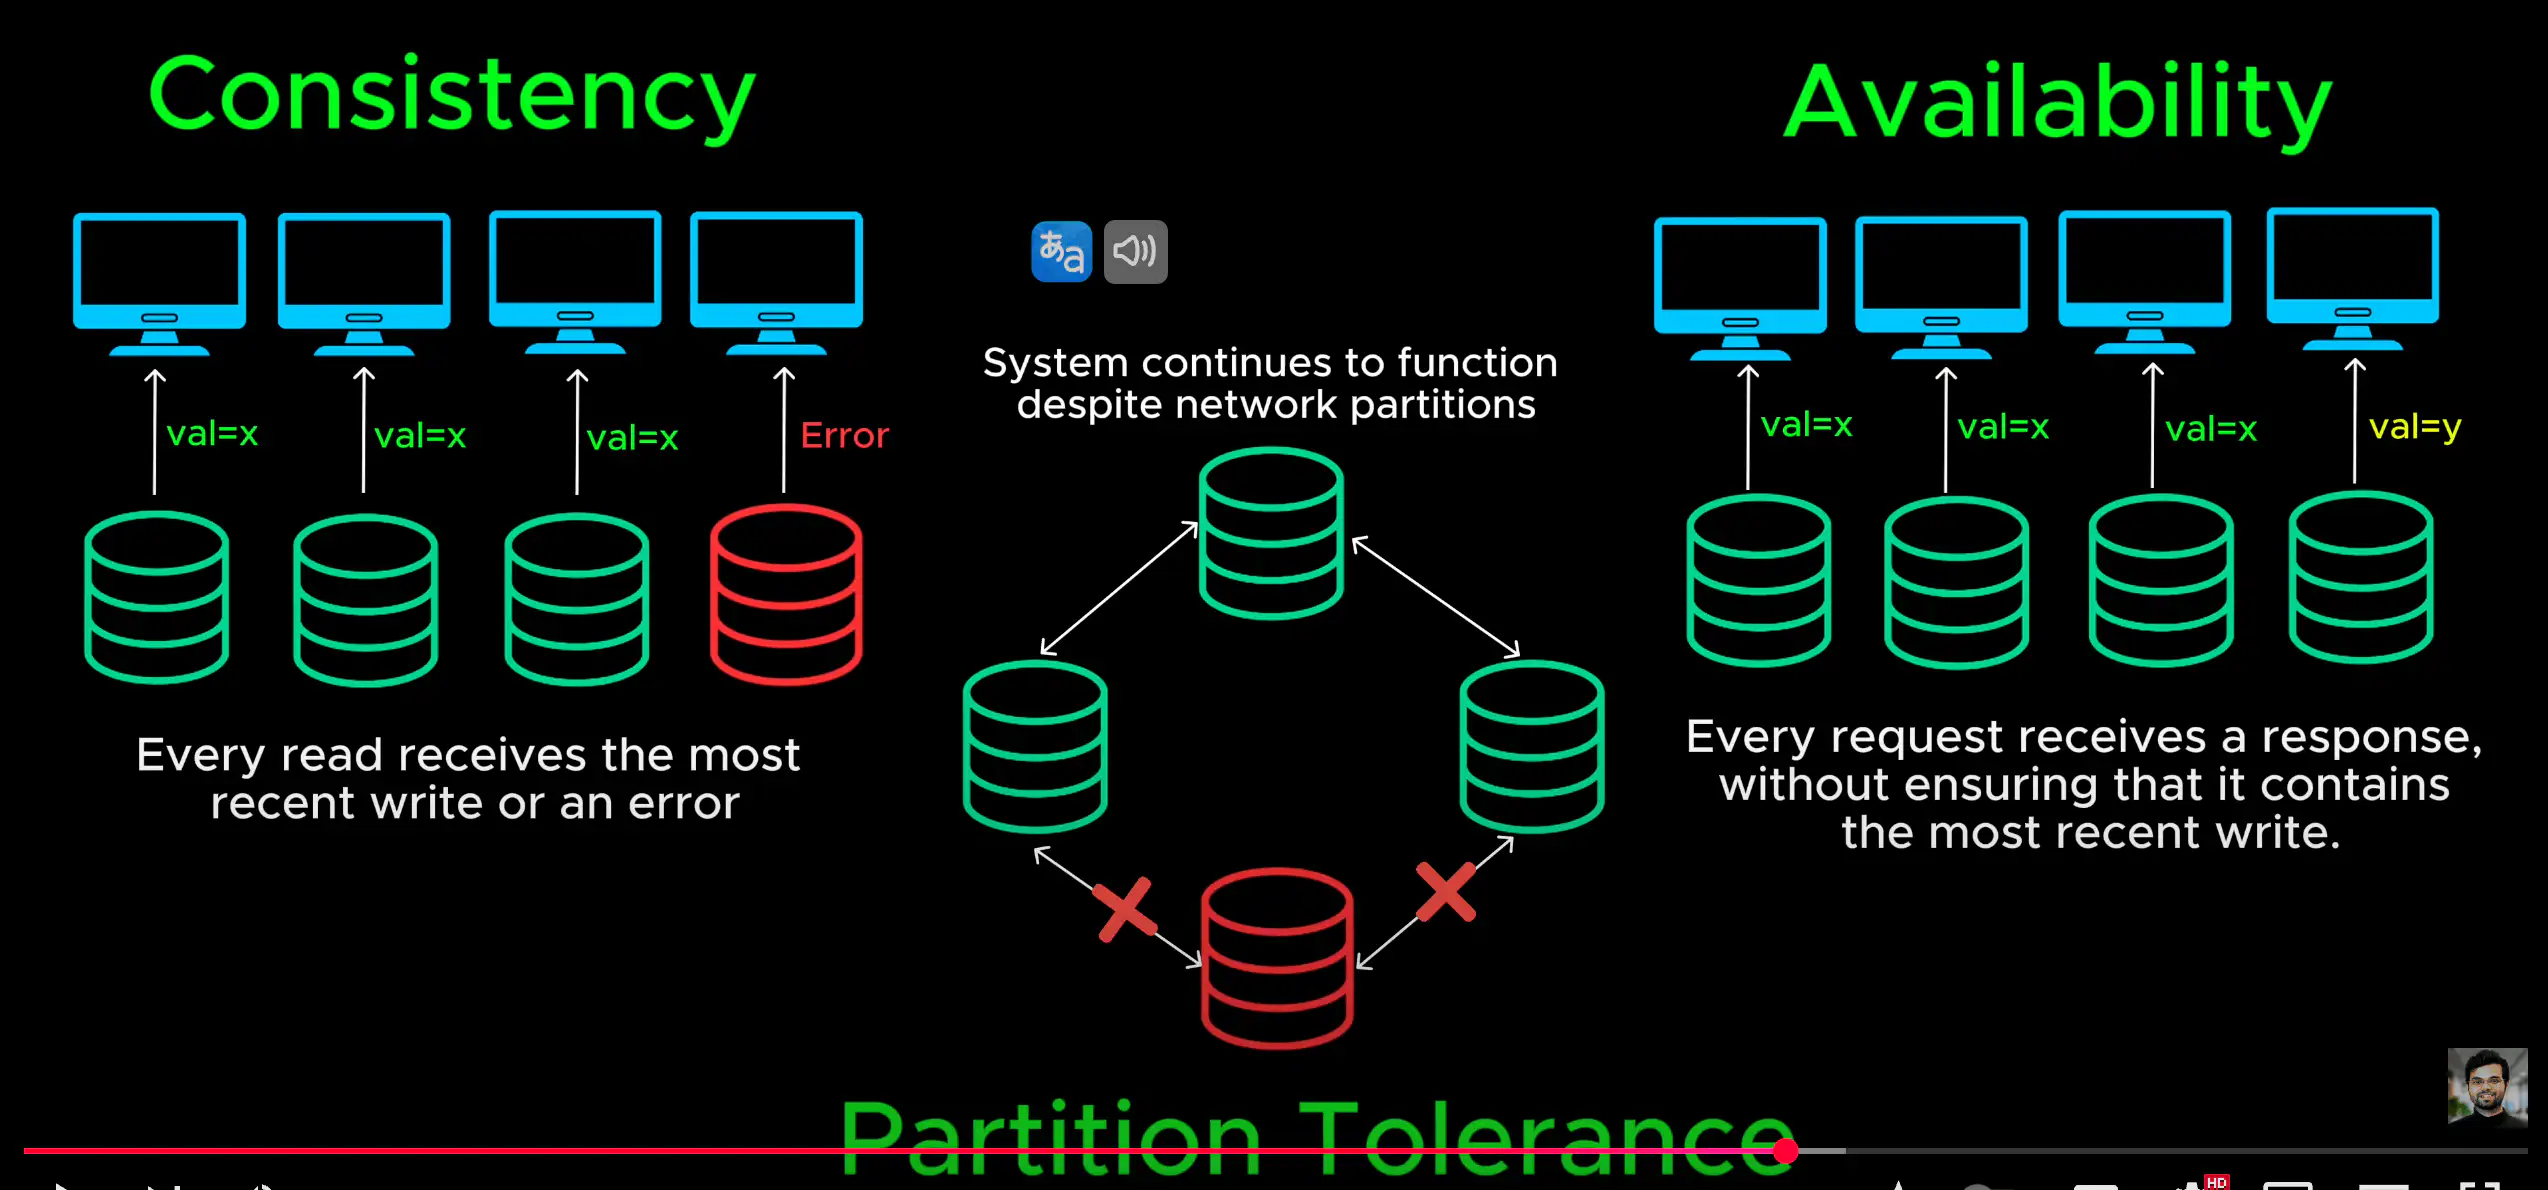 Consistency
Availability
val=x
val=x
val=x
Error
Every read receives the most
recent write or an error
あa
System continues to function
despite network partitions
val=x
val=x
val=x
val=y
Every request receives a response,
without ensuring that it contains
the most recent write.
Partition Tolerance
HD